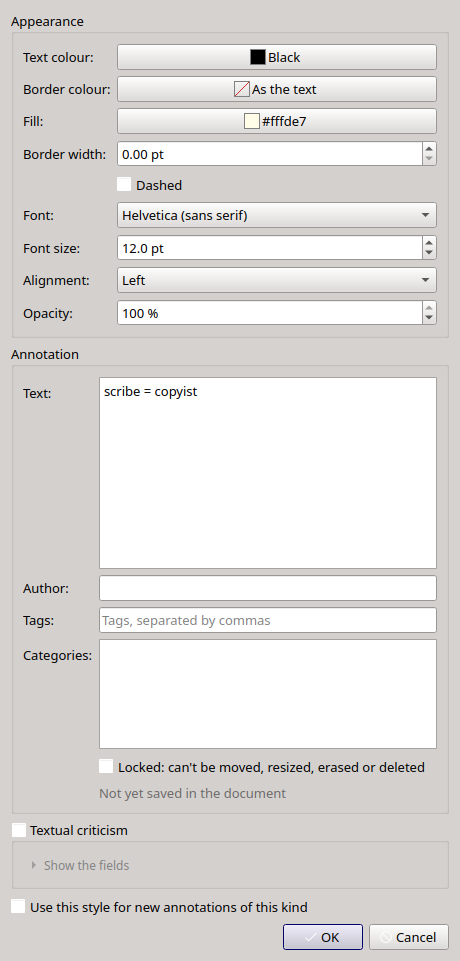 Appearance
Text colour: Black
Border colour: As the text
Fill: #fffde7
Border width: 0.00 pt
Dashed
Font: Helvetica (sans serif)
Font size: 12.0 pt
Alignment: Left
Opacity: 100 %
Annotation
Text: scribe = copyist
Author:
Tags: Tags, separated by commas
Categories:
Locked: can't be moved, resized, erased or deleted
Not yet saved in the document
Textual criticism
Show the fields
Use this style for new annotations of this kind
OK Cancel